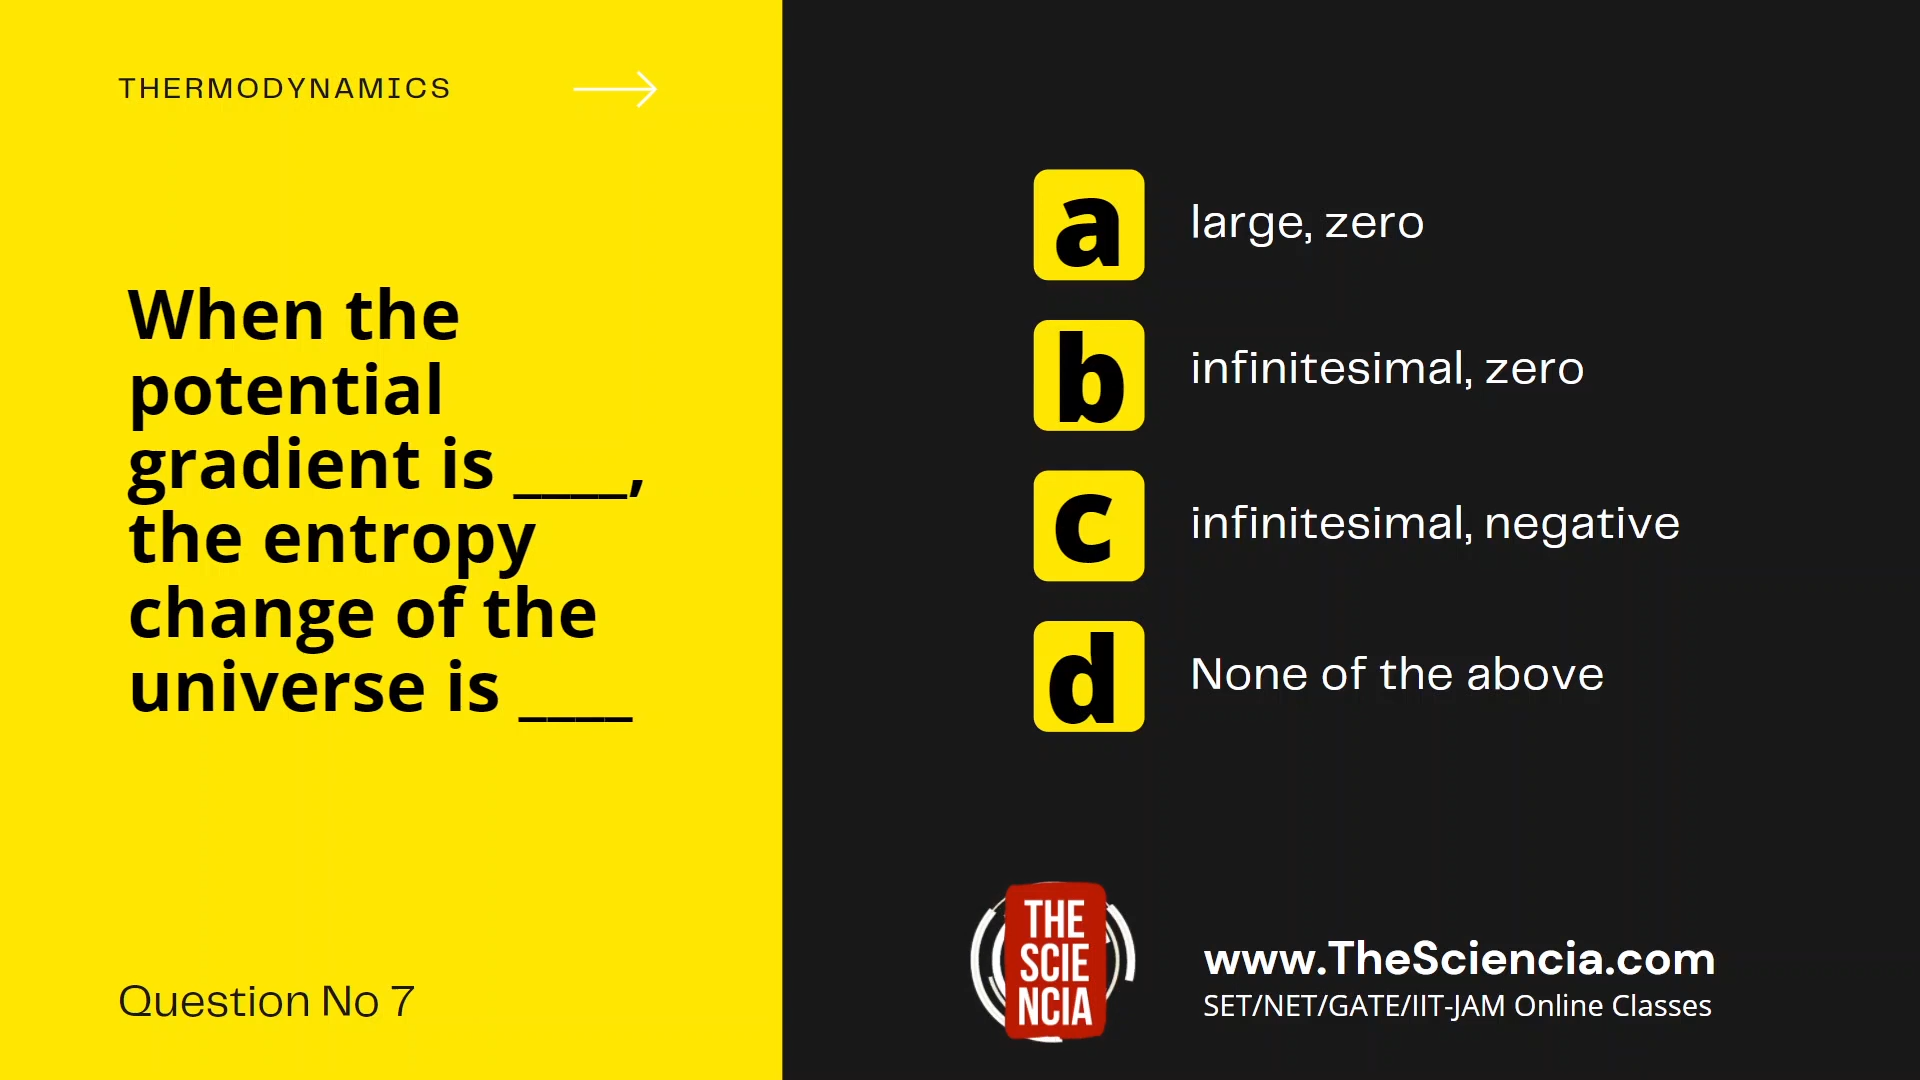 THERMODYNAMICS
When the
potential
gradient is ____,
the entropy
change of the
universe is ____
Question No 7
a large, zero
b infinitesimal, zero
c infinitesimal, negative
d None of the above
THE
SCIE
NCIA
www.TheSciencia.com
SET/NET/GATE/IIT-JAM Online Classes